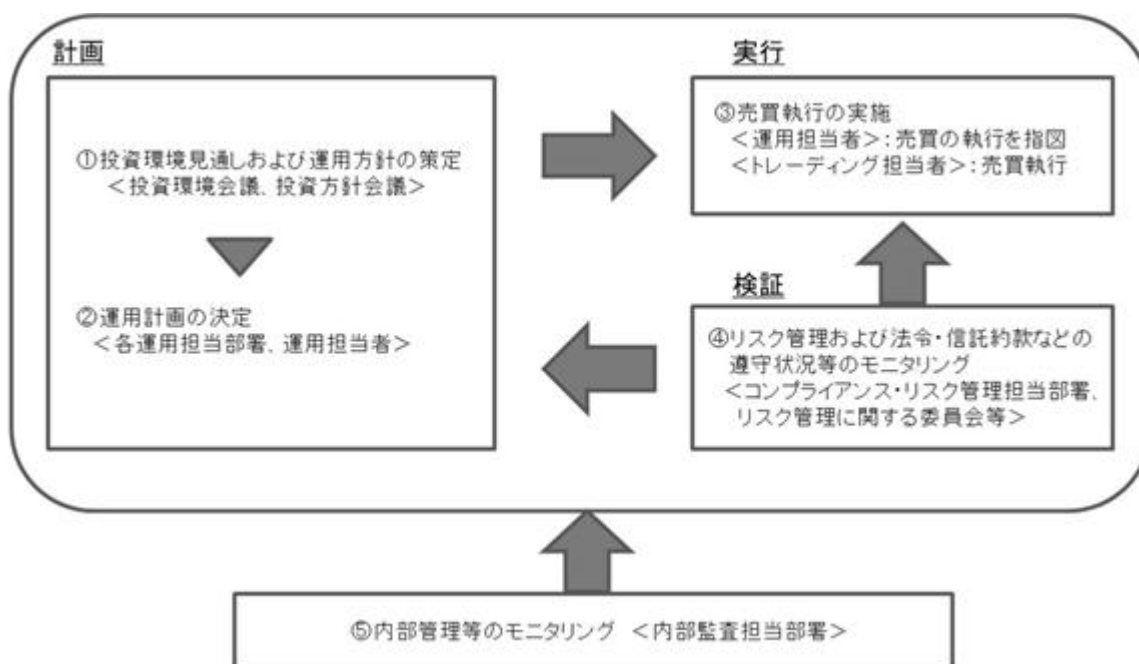 計画
①投資環境見通しおよび運用方針の策定
＜投資環境会議、投資方針会議＞
②運用計画の決定
＜各運用担当部署、運用担当者＞
実行
③売買執行の実施
＜運用担当者＞：売買の執行を指図
＜トレーディング担当者＞：売買執行
検証
④リスク管理および法令・信託約款などの
遵守状況等のモニタリング
＜コンプライアンス・リスク管理担当部署、
リスク管理に関する委員会等＞
⑤内部管理等のモニタリング ＜内部監査担当部署＞